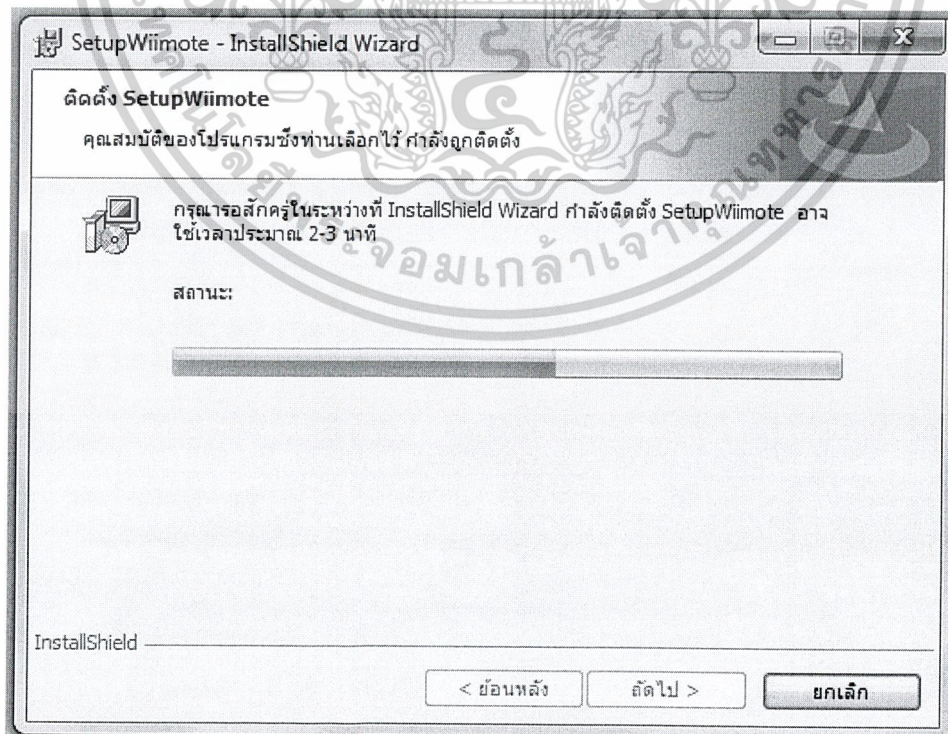 SetupWiimote - InstallShield Wizard
ติดตั้ง SetupWiimote
คุณสมบัติของโปรแกรมซึ่งท่านเลือกไว้ กำลังถูกติดตั้ง
กรุณารอสักครู่ในระหว่างที่ InstallShield Wizard กำลังติดตั้ง SetupWiimote อาจ
ใช้เวลาประมาณ 2-3 นาที
สถานะ:
InstallShield
< ย้อนหลัง
ถัดไป >
ยกเลิก